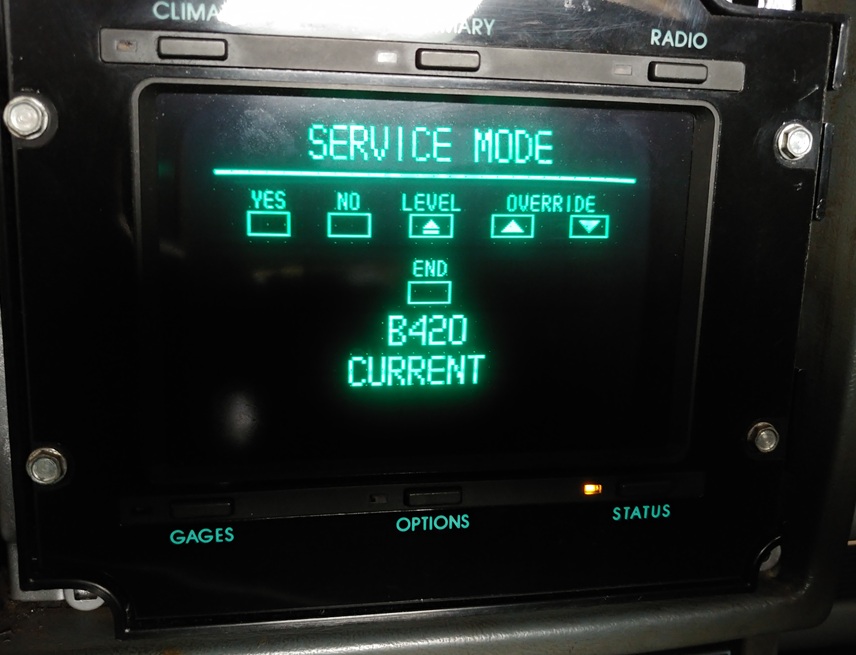 RADIO
SERVICE MODE
YES NO LEVEL OVERRIDE
END
B420
CURRENT
GAGES OPTIONS STATUS